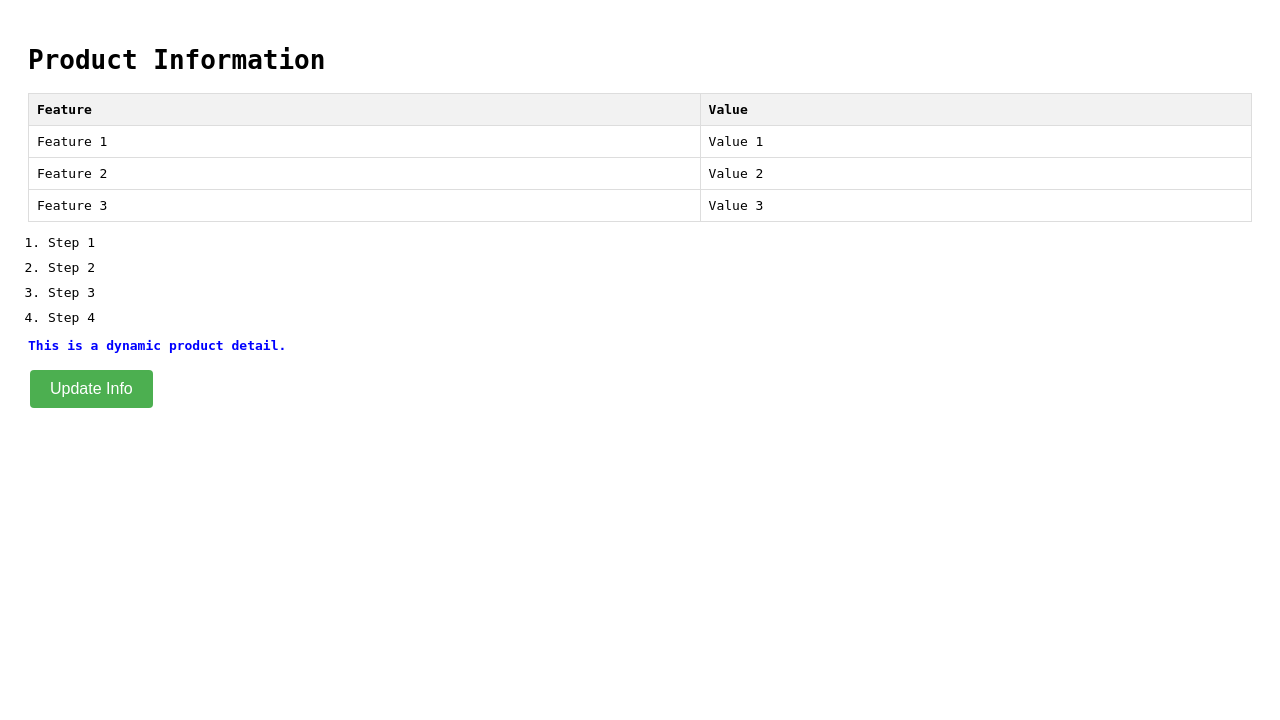 Product Information
Feature Value
Feature 1 Value 1
Feature 2 Value 2
Feature 3 Value 3
1. Step 1
2. Step 2
3. Step 3
4. Step 4
This is a dynamic product detail.
Update Info